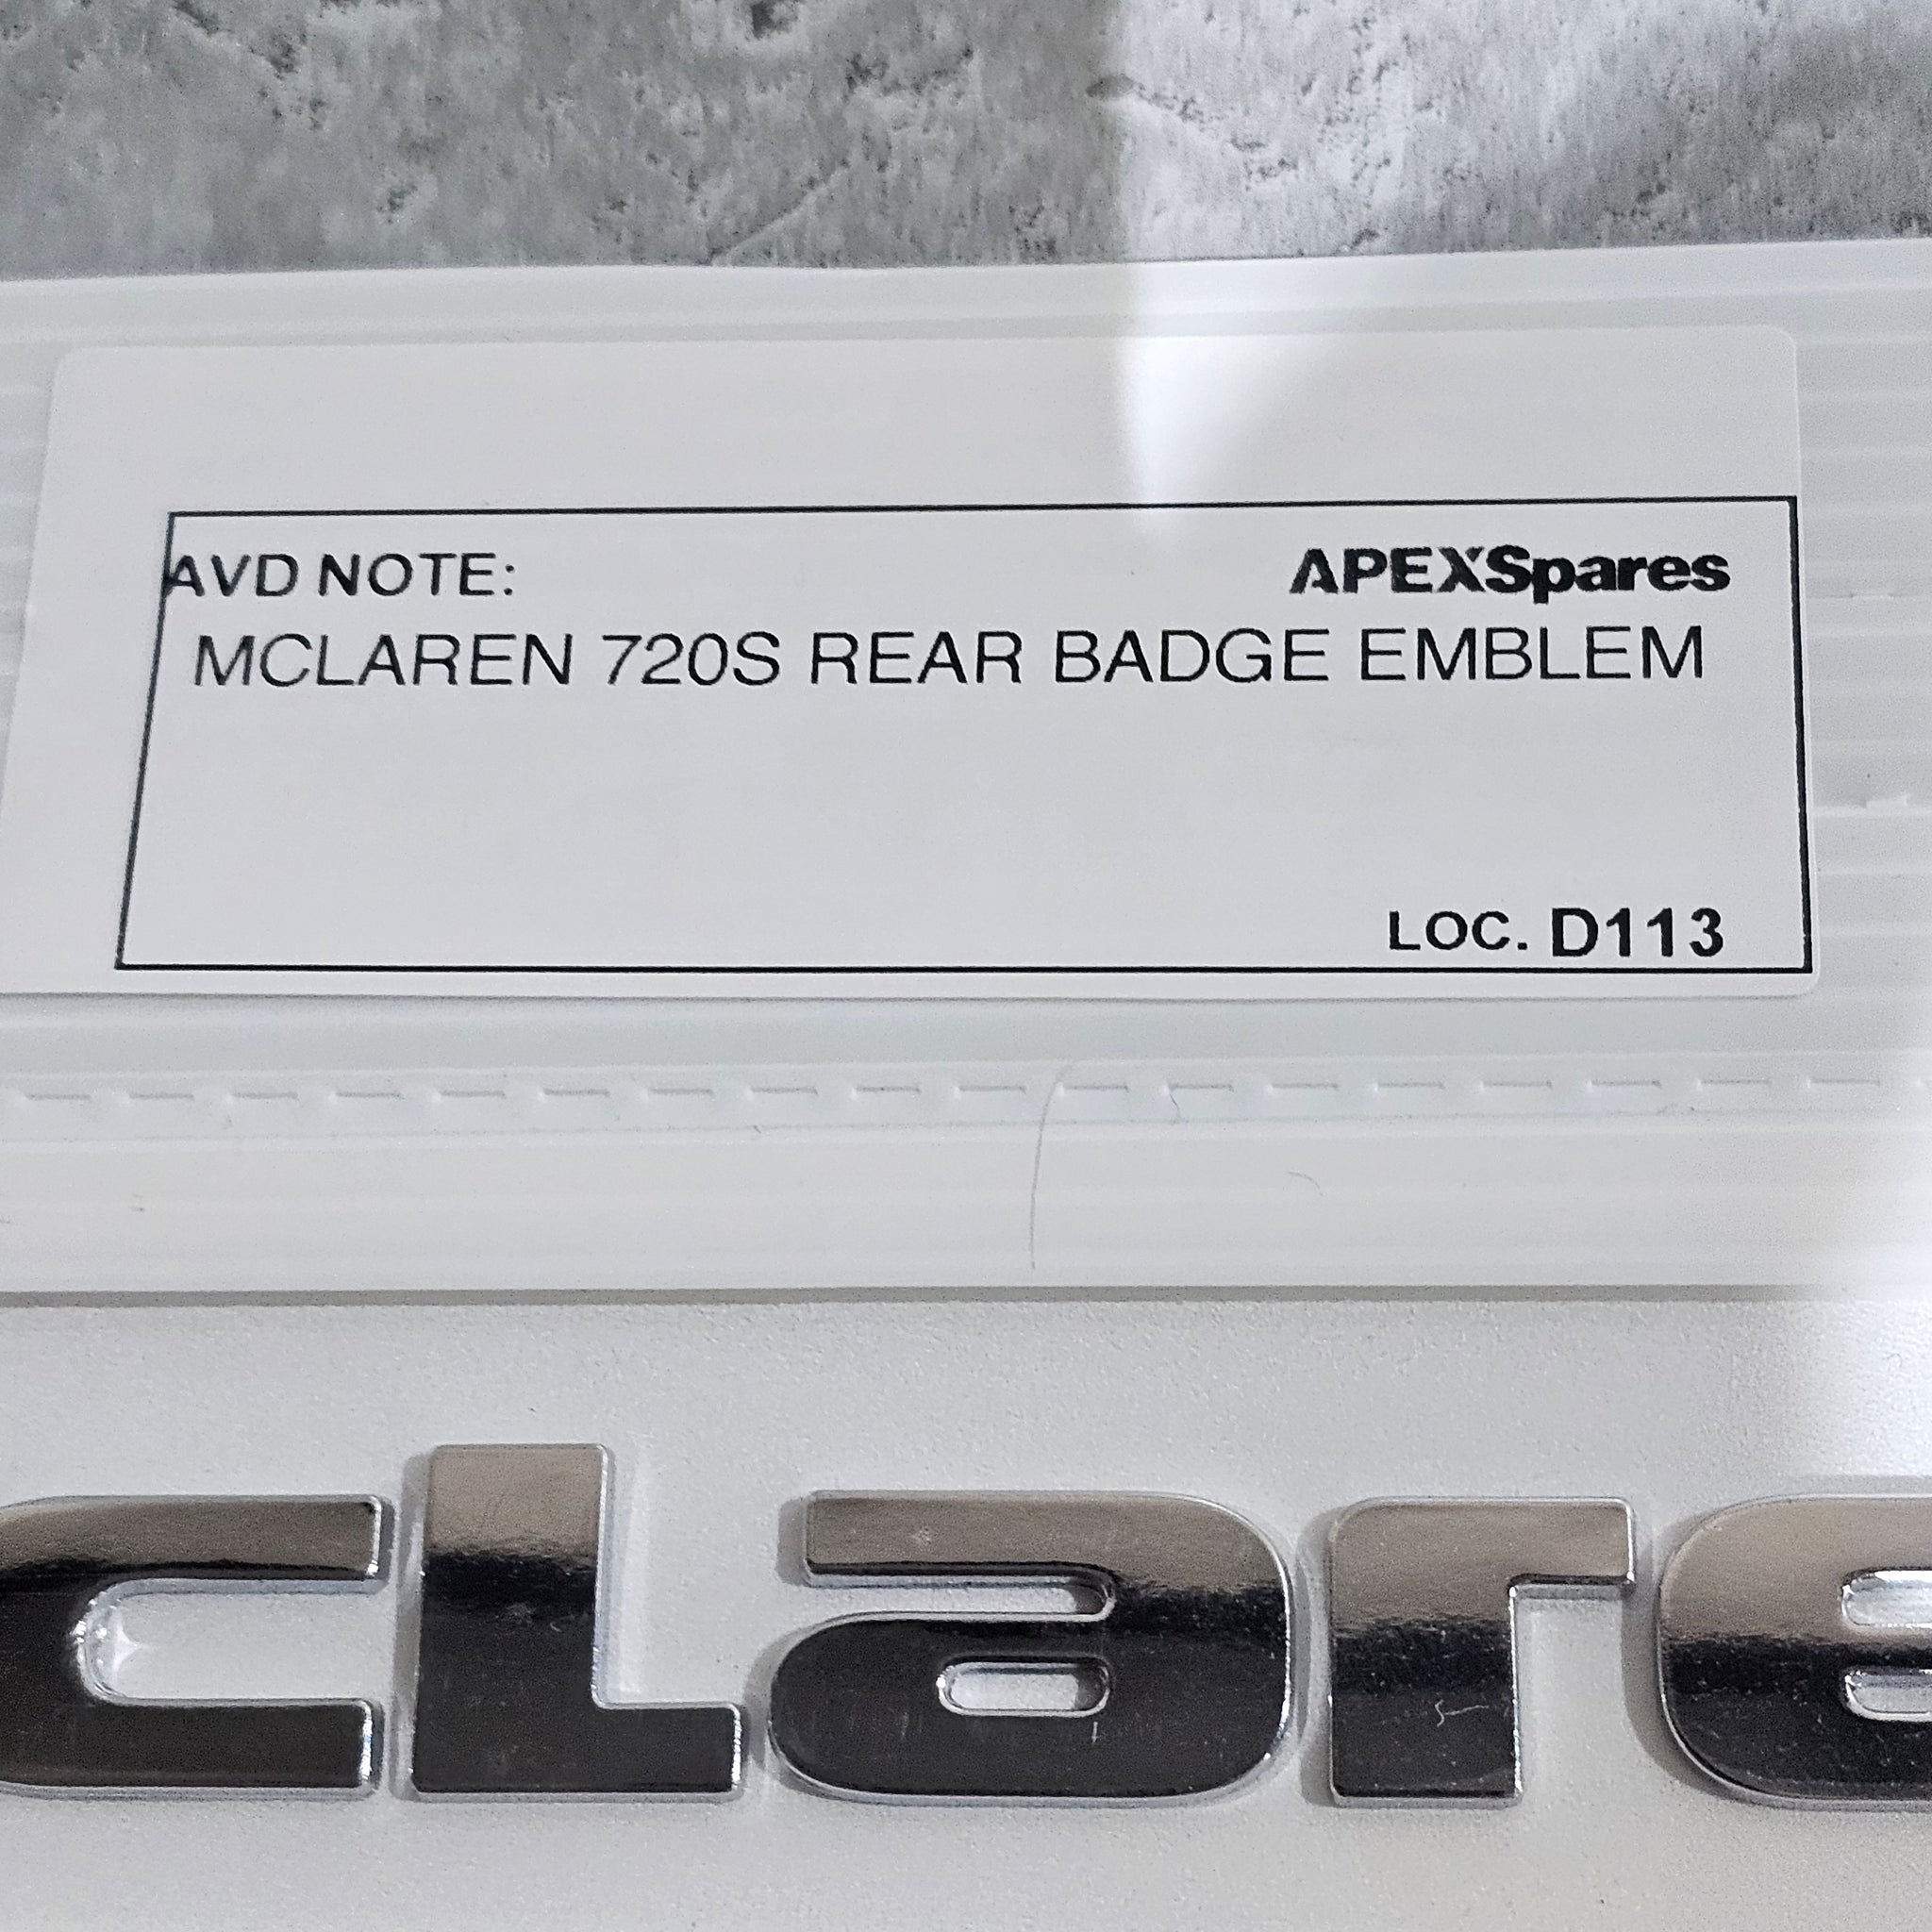 AVD NOTE: APEXSpares
MCLAREN 720S REAR BADGE EMBLEM
LOC. D113
cLare